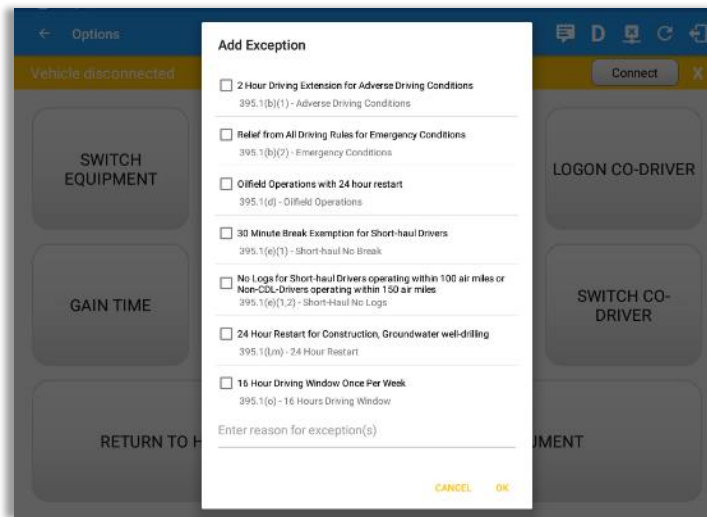 Options
D
Vehicle disconnected
Connect
X
SWITCH
EQUIPMENT
LOGON CO-DRIVER
GAIN TIME
SWITCH CO-
DRIVER
RETURN TO H
UMENT
Add Exception
2 Hour Driving Extension for Adverse Driving Conditions
395.1(b)(1) - Adverse Driving Conditions
Relief from All Driving Rules for Emergency Conditions
395.1(b)(2) - Emergency Conditions
Oilfield Operations with 24 hour restart
395.1(d) - Oilfield Operations
30 Minute Break Exemption for Short-haul Drivers
395.1(e)(1) - Short-haul No Break
No Logs for Short-haul Drivers operating within 100 air miles or
Non-CDL-Drivers operating within 150 air miles
395.1(e)(1,2) - Short-Haul No Logs
24 Hour Restart for Construction, Groundwater well-drilling
395.1(l,m) - 24 Hour Restart
16 Hour Driving Window Once Per Week
395.1(o) - 16 Hours Driving Window
Enter reason for exception(s)
CANCEL
OK